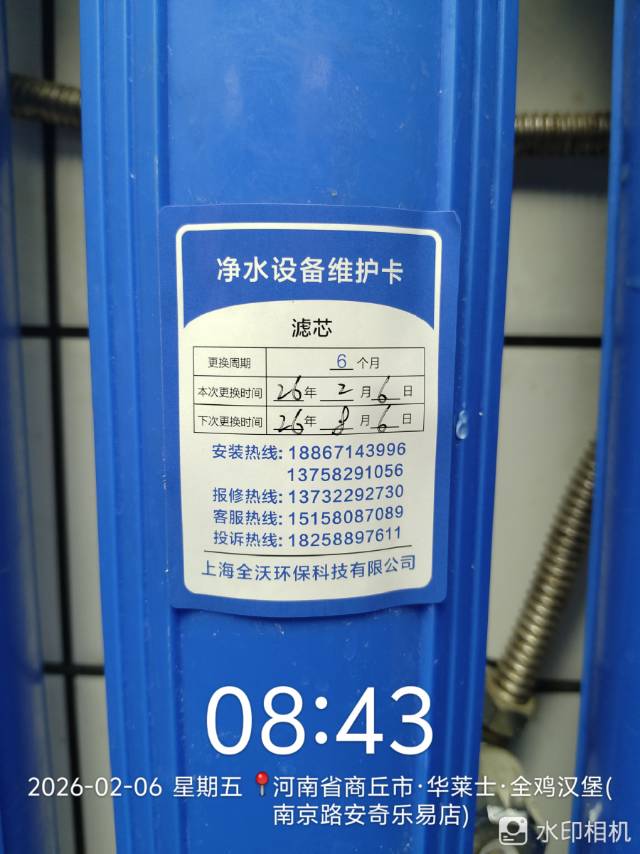 净水设备维护卡
滤芯
更换周期 6 个月
本次更换时间 26年 2 月 6 日
下次更换时间 26年 8 月 6 日
安装热线: 18867143996
13758291056
报修热线: 13732292730
客服热线: 15158087089
投诉热线: 18258897611
上海全沃环保科技有限公司
08:43
2026-02-06 星期五 河南省商丘市·华莱士·全鸡汉堡(
南京路安奇乐易店)
水印相机